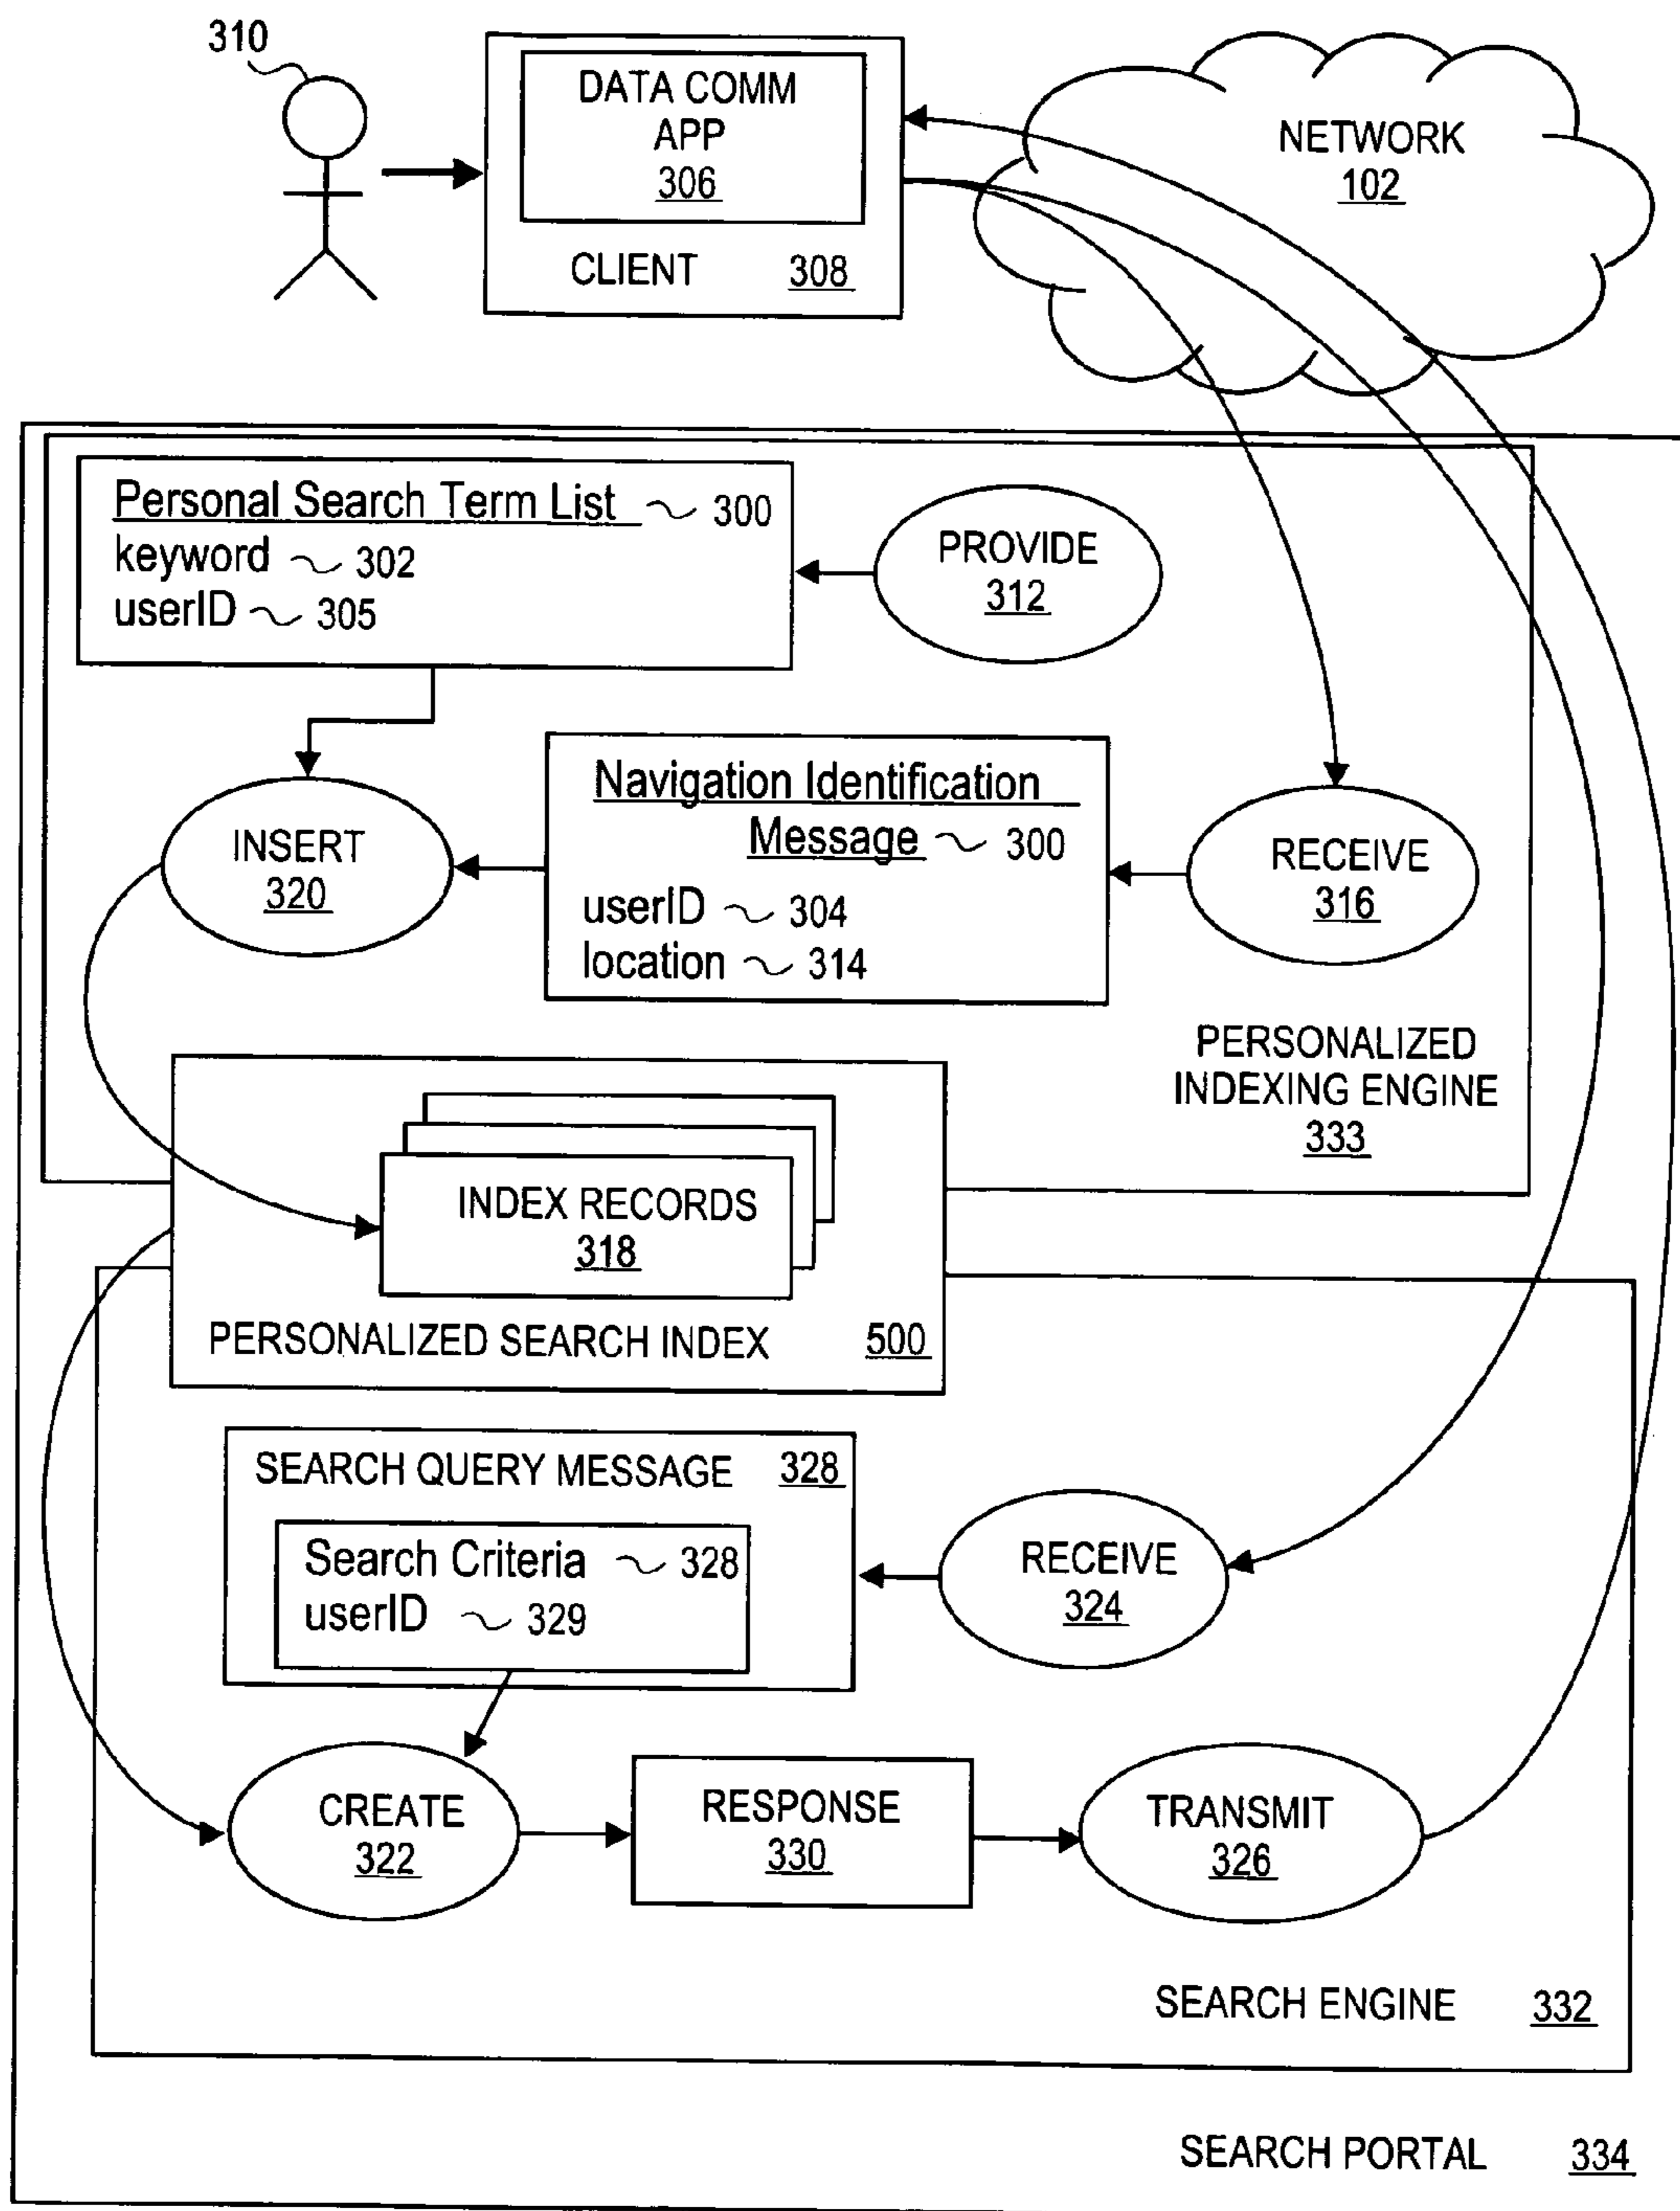 310
DATA COMM
APP
306
CLIENT 308
NETWORK
102
Personal Search Term List 300
keyword 302
userID 305
PROVIDE
312
INSERT
320
Navigation Identification
Message 300
userID 304
location 314
RECEIVE
316
PERSONALIZED
INDEXING ENGINE
333
INDEX RECORDS
318
PERSONALIZED SEARCH INDEX 500
SEARCH QUERY MESSAGE 328
Search Criteria 328
userID 329
RECEIVE
324
CREATE
322
RESPONSE
330
TRANSMIT
326
SEARCH ENGINE 332
SEARCH PORTAL 334